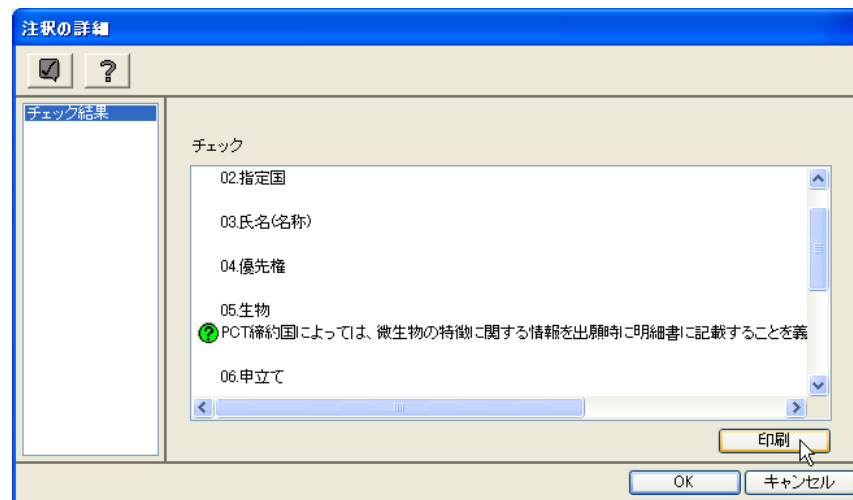 注釈の詳細
?
チェック結果
チェック
02.指定国
03.氏名(名称)
04.優先権
05.生物
?PCT締約国によっては、微生物の特徴に関する情報を出願時に明細書に記載することを義
06.申立て
印刷
OK
キャンセル